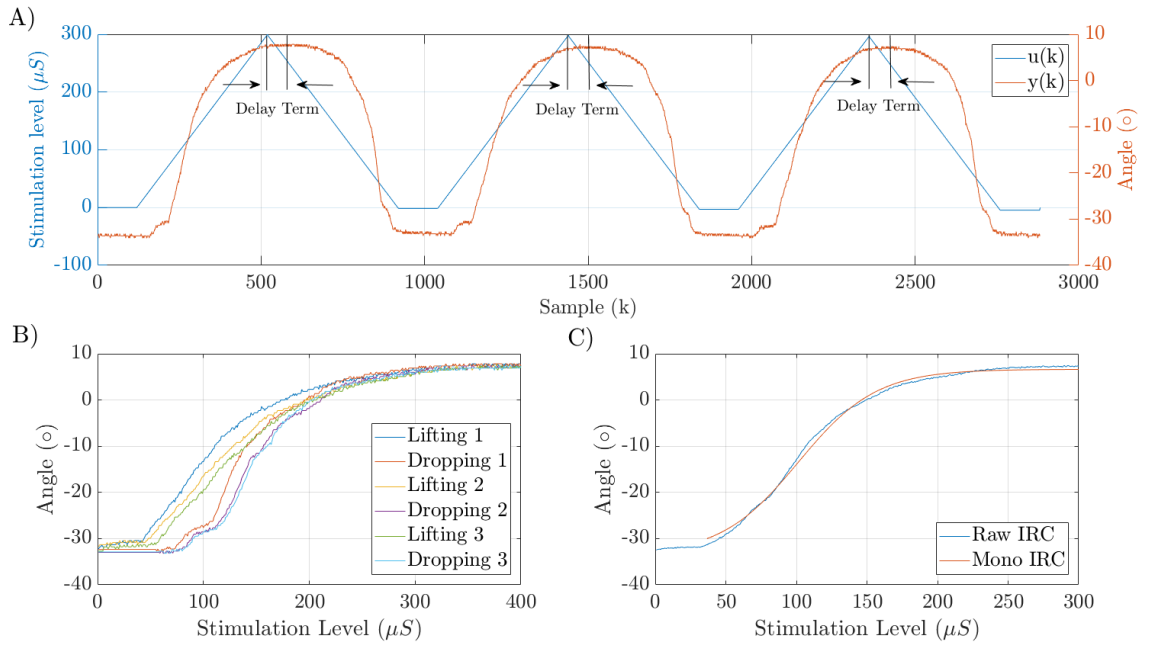 A)
300
200
100
0
-100
Stimulation level (μS)
Delay Term
Delay Term
Delay Term
u(k)
y(k)
10
0
-10
-20
-30
-40
Angle (○)
0 500 1000 1500 2000 2500 3000
Sample (k)
B)
10
0
-10
-20
-30
-40
Angle (○)
Lifting 1
Dropping 1
Lifting 2
Dropping 2
Lifting 3
Dropping 3
0 100 200 300 400
Stimulation Level (μS)
C)
10
0
-10
-20
-30
-40
Angle (○)
Raw IRC
Mono IRC
0 50 100 150 200 250 300
Stimulation Level (μS)